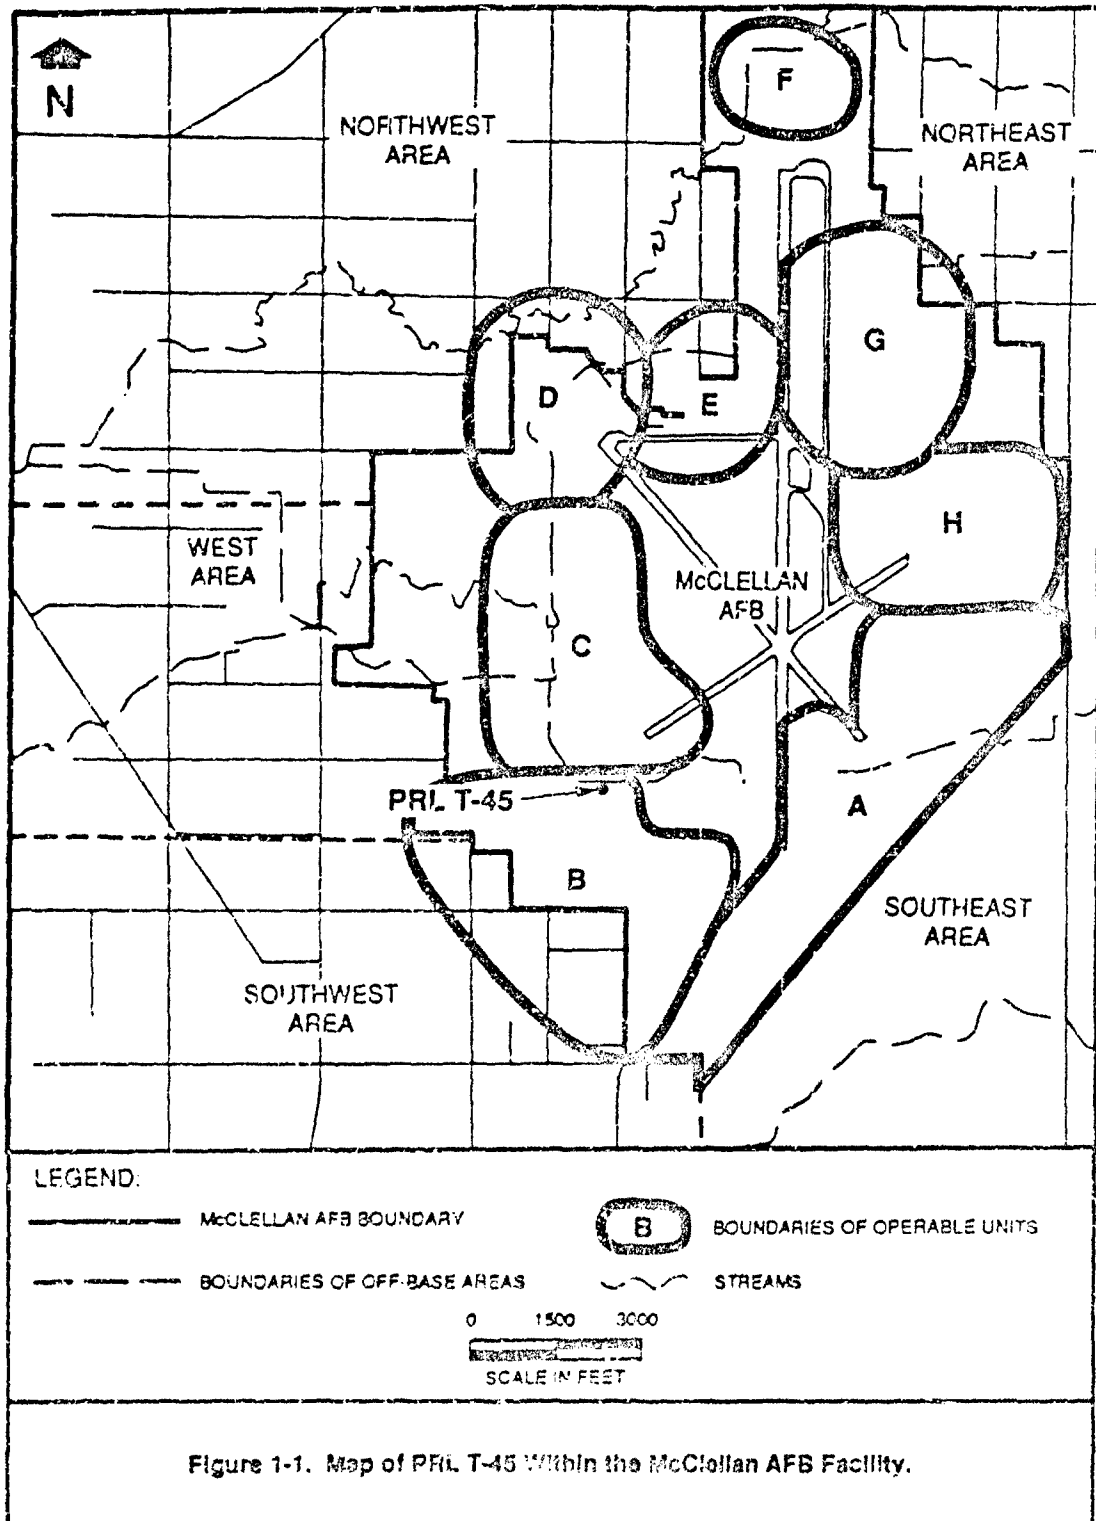 N
F
NORTHWEST
AREA
NORTHEAST
AREA
G
D
E
H
WEST
AREA
McCLELLAN
AFB
C
PRL T-45
A
B
SOUTHEAST
AREA
SOUTHWEST
AREA
LEGEND:
McCLELLAN AFB BOUNDARY
B
BOUNDARIES OF OPERABLE UNITS
BOUNDARIES OF OFF-BASE AREAS
STREAMS
0 1500 3000
SCALE IN FEET
Figure 1-1. Map of PRL T-45 Within the McClellan AFB Facility.